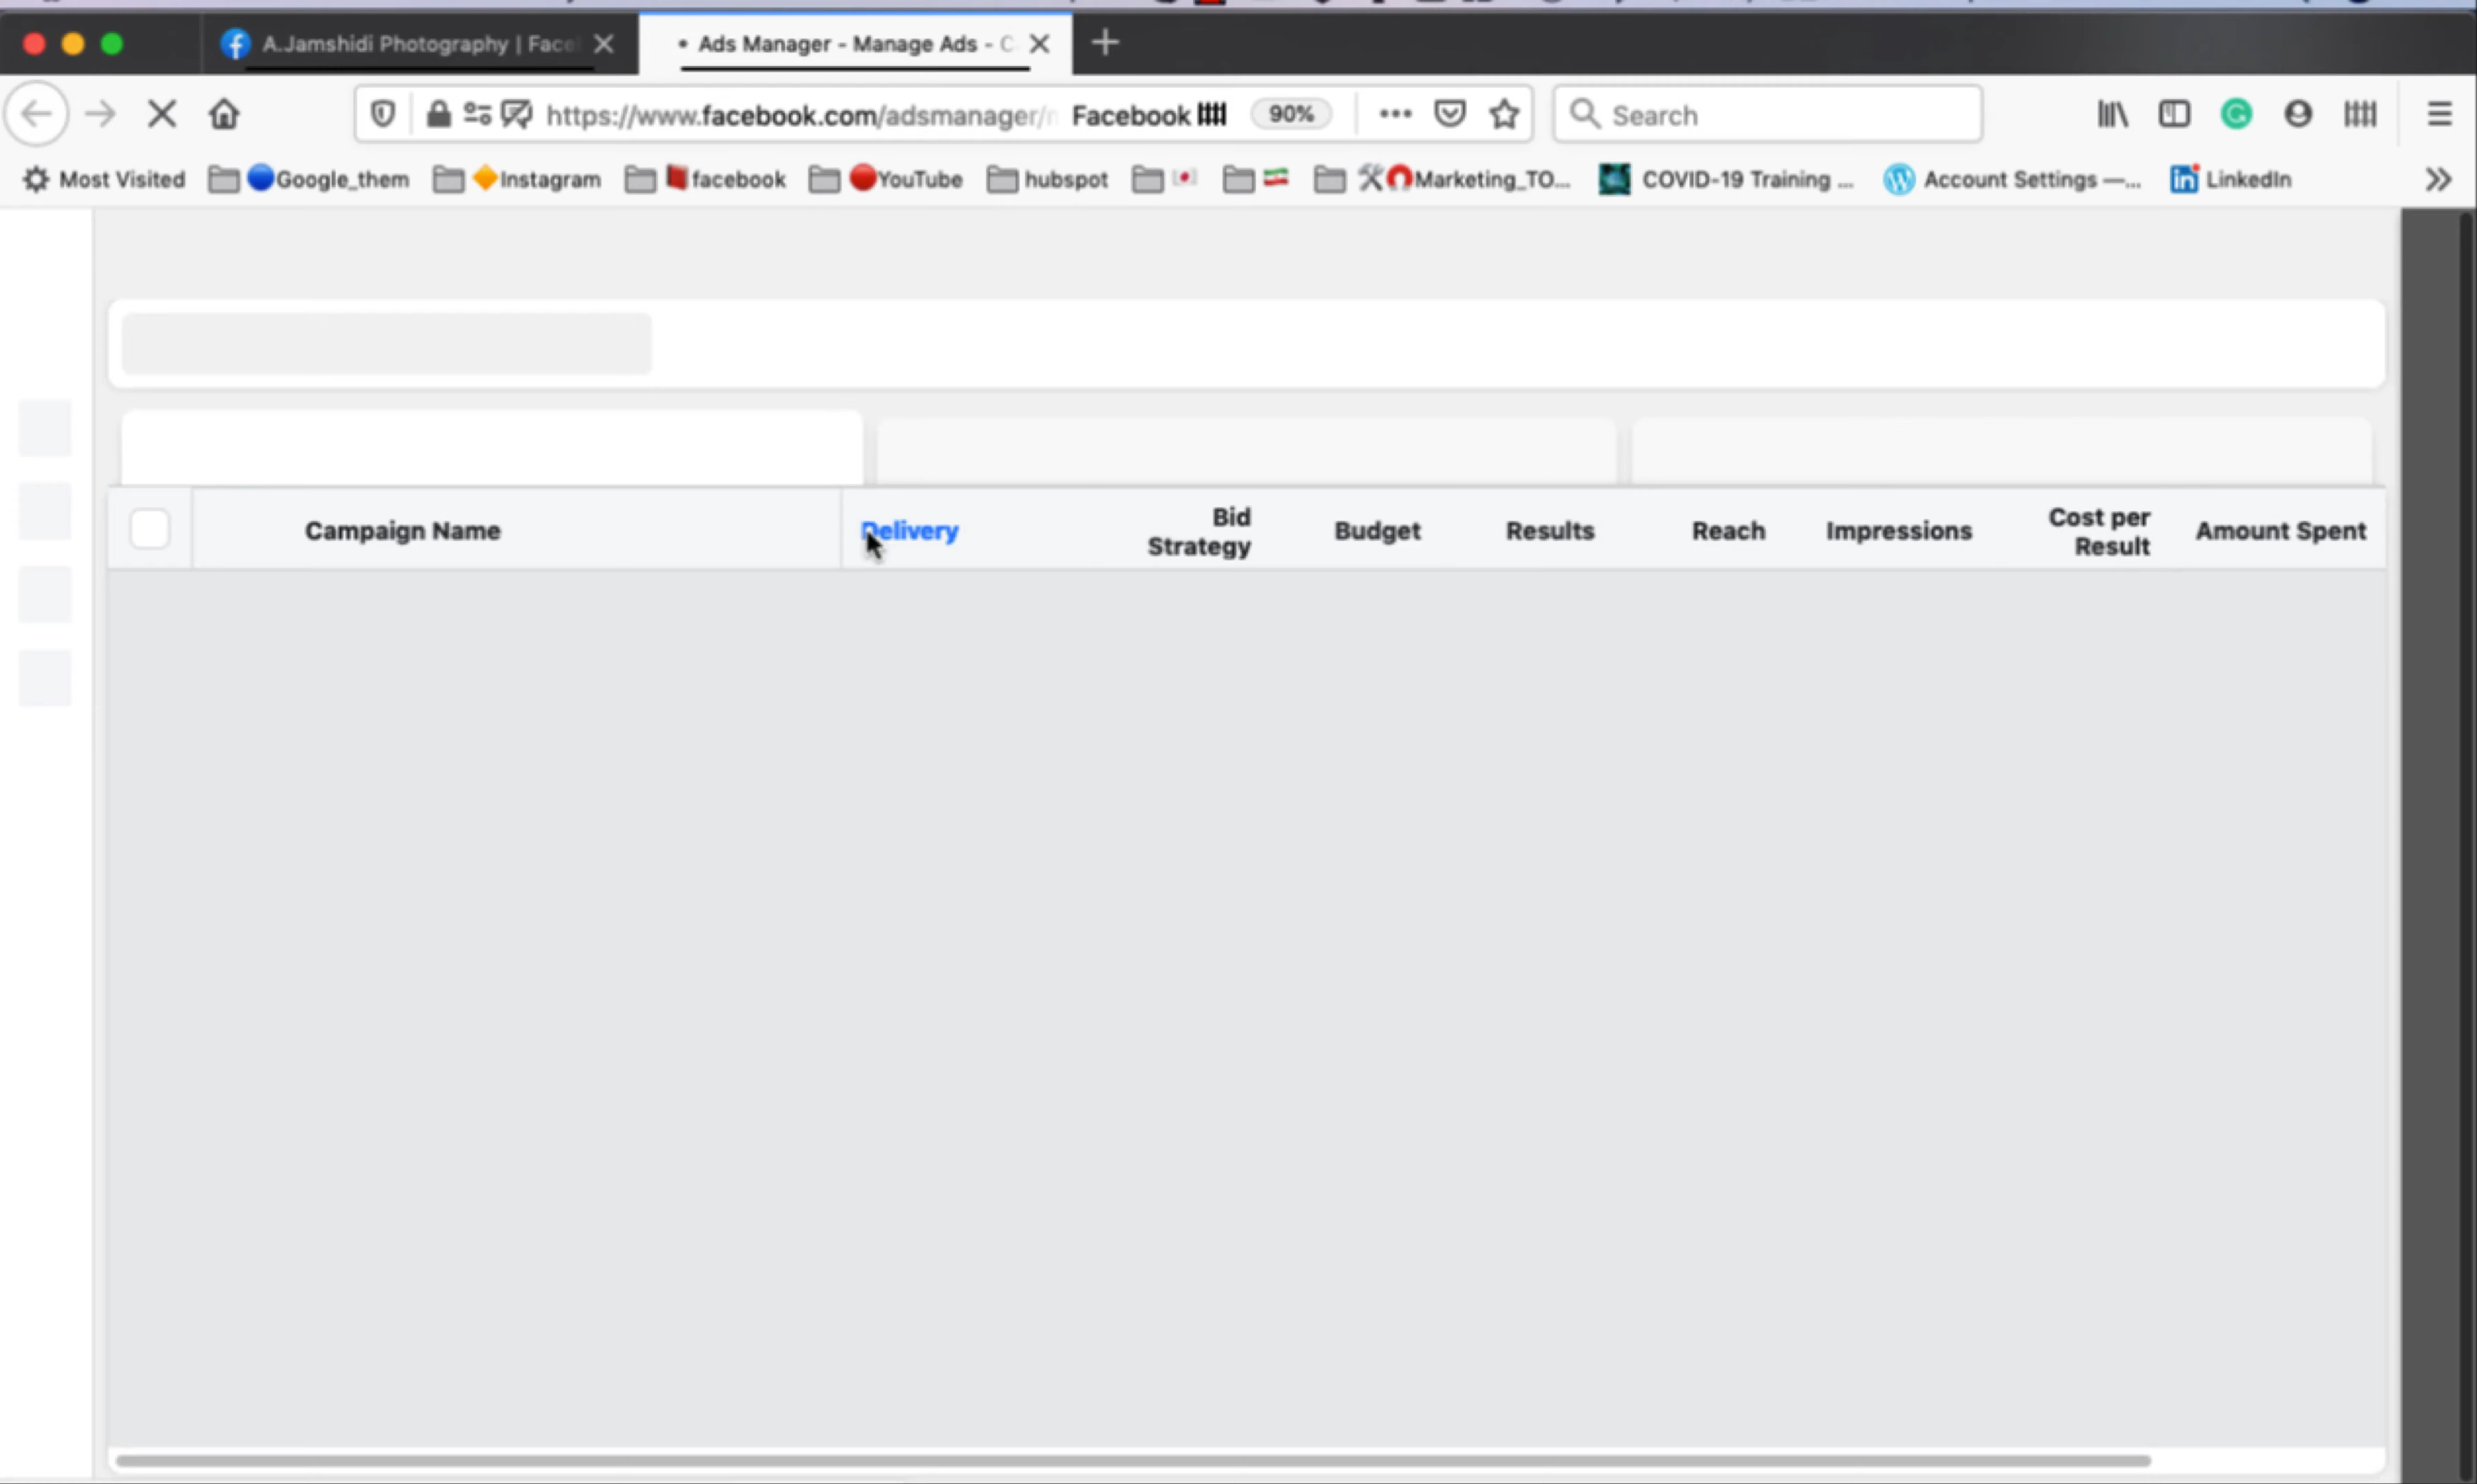 A.Jamshidi Photography | Face
Ads Manager - Manage Ads - C
https://www.facebook.com/adsmanager/ Facebook 90% Search
Most Visited Google_them Instagram facebook YouTube hubspot Marketing_TO... COVID-19 Training ... Account Settings —... LinkedIn
Campaign Name Delivery Bid Strategy Budget Results Reach Impressions Cost per Result Amount Spent